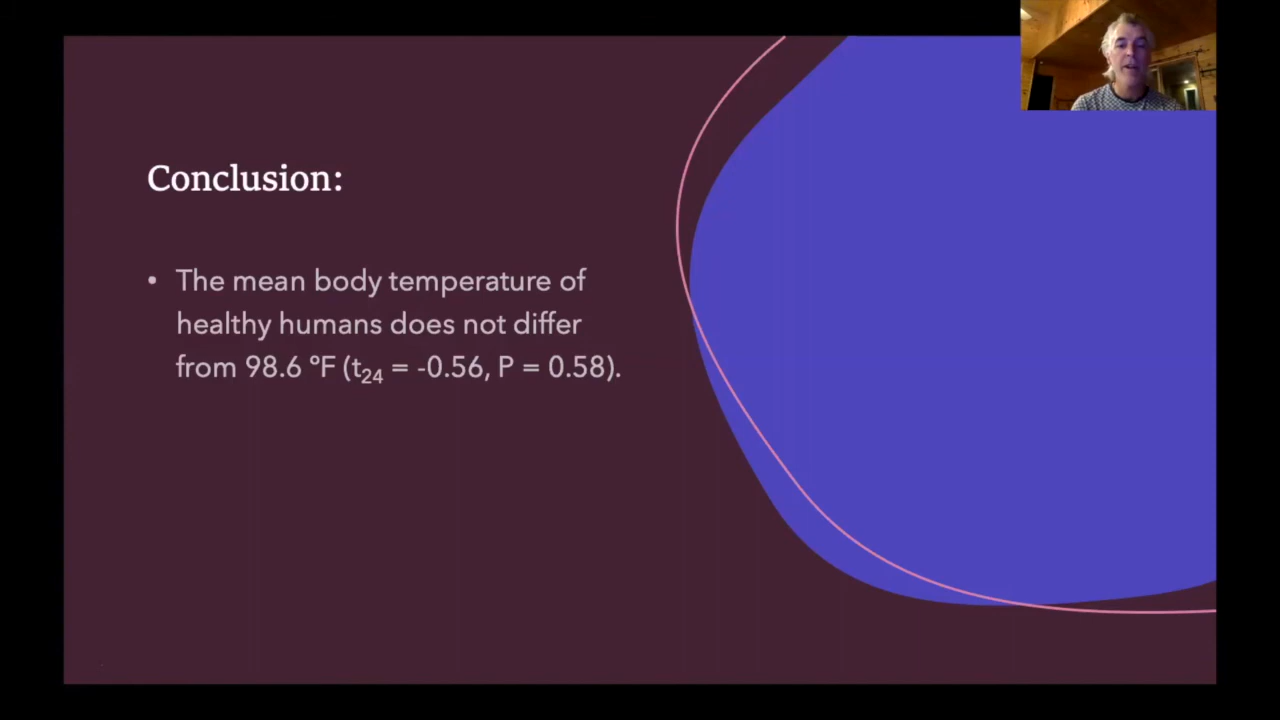 Conclusion:
• The mean body temperature of
healthy humans does not differ
from 98.6 °F (t₂₄ = -0.56, P = 0.58).